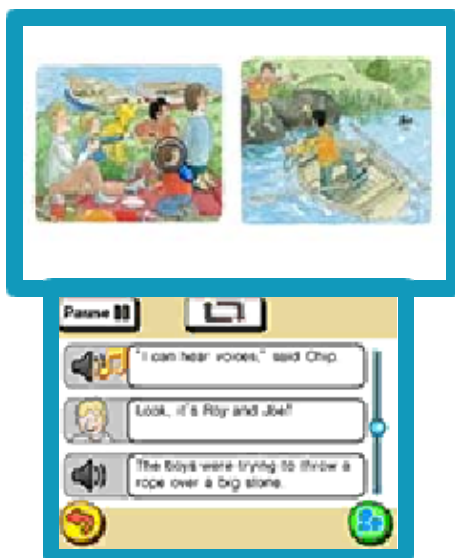 Pause
"I can hear voices," said Chip.
Look, it's Roy and Joe!
The boys were trying to throw a
rope over a big stone.